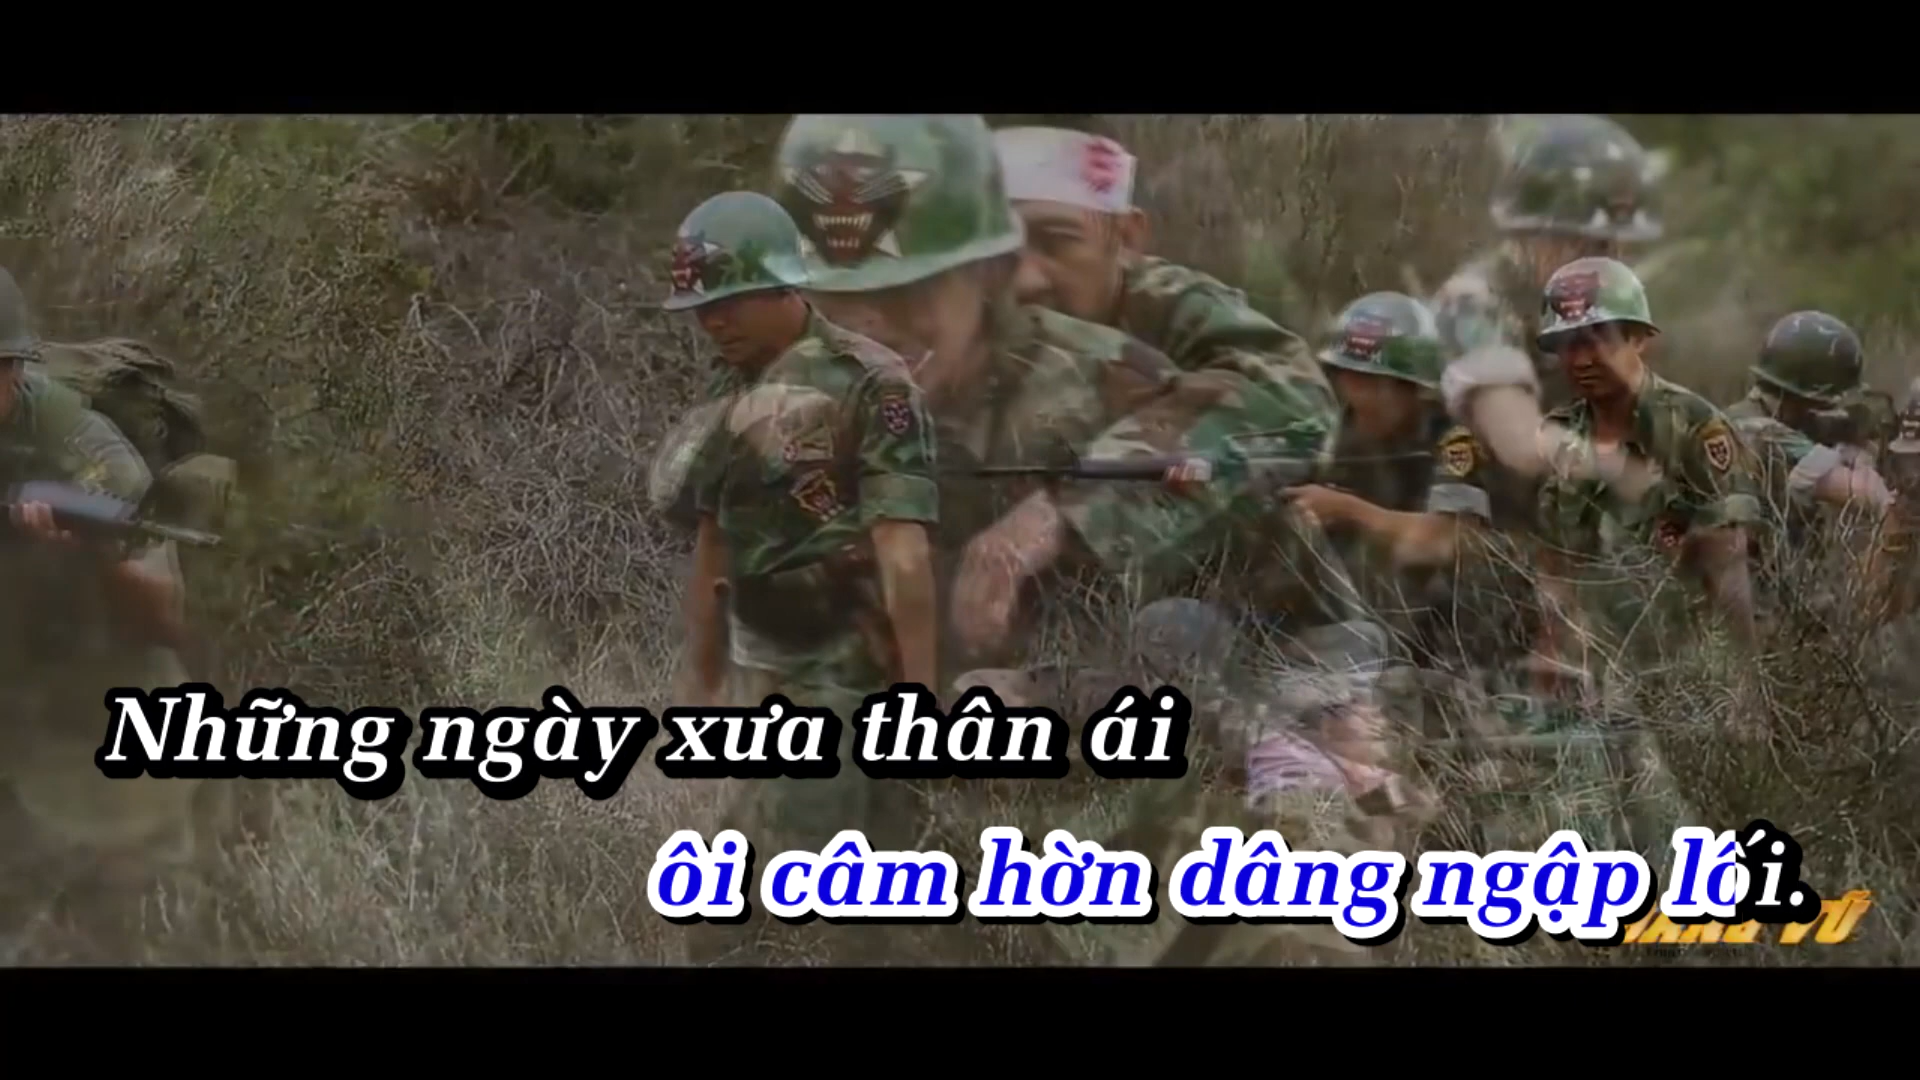 Những ngày xưa thân ái
ôi câm hờn dâng ngập lối.